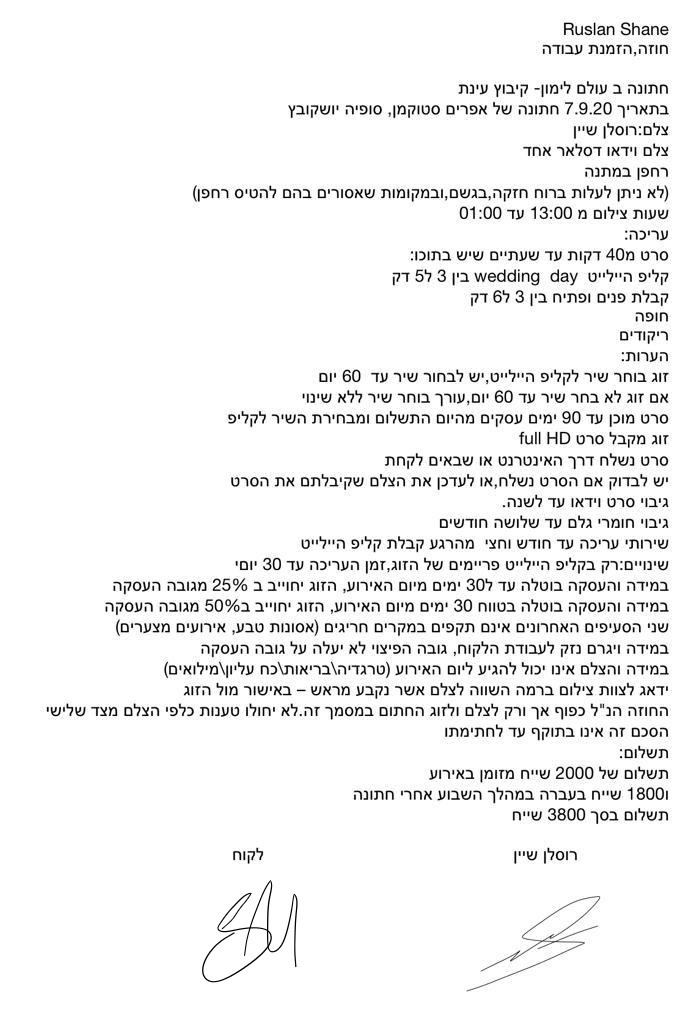 Ruslan Shane
חוזה,הזמנת עבודה
חתונה ב עולם לימון- קיבוץ עינת
בתאריך 7.9.20 חתונה של אפרים סטוקמן, סופיה יושקובץ
צלם:רוסלן שיין
צלם וידאו דסלאר אחד
רחפן במתנה
(לא ניתן לעלות ברוח חזקה,בגשם,ובמקומות שאסורים בהם להטיס רחפן)
שעות צילום מ 13:00 עד 01:00
עריכה:
סרט מ40 דקות עד שעתיים שיש בתוכו:
קליפ היילייט wedding day בין 3 ל5 דק
קבלת פנים ופתיח בין 3 ל6 דק
חופה
ריקודים
הערות:
זוג בוחר שיר לקליפ היילייט,יש לבחור שיר עד 60 יום
אם זוג לא בחר שיר עד 60 יום,עורך בוחר שיר ללא שינוי
סרט מוכן עד 90 ימים עסקים מהיום התשלום ומבחירת השיר לקליפ
זוג מקבל סרט full HD
סרט נשלח דרך האינטרנט או שבאים לקחת
יש לבדוק אם הסרט נשלח,או לעדכן את הצלם שקיבלתם את הסרט
גיבוי סרט וידאו עד לשנה.
גיבוי חומרי גלם עד שלושה חודשים
שירותי עריכה עד חודש וחצי מהרגע קבלת קליפ היילייט
שינויים:רק בקליפ היילייט פריימים של הזוג,זמן העריכה עד 30 יוםי
במידה והעסקה בוטלה עד ל30 ימים מיום האירוע, הזוג יחוייב ב 25% מגובה העסקה
במידה והעסקה בוטלה בטווח 30 ימים מיום האירוע, הזוג יחוייב ב50% מגובה העסקה
שני הסעיפים האחרונים אינם תקפים במקרים חריגים (אסונות טבע, אירועים מצערים)
במידה ויגרם נזק לעבודת הלקוח, גובה הפיצוי לא יעלה על גובה העסקה
במידה והצלם אינו יכול להגיע ליום האירוע (טרגדיה\בריאות\כח עליון\מילואים)
ידאג לצוות צילום ברמה השווה לצלם אשר נקבע מראש – באישור מול הזוג
החוזה הנ"ל כפוף אך ורק לצלם ולזוג החתום במסמך זה.לא יחולו טענות כלפי הצלם מצד שלישי
הסכם זה אינו בתוקף עד לחתימתו
תשלום:
תשלום של 2000 שייח מזומן באירוע
ו1800 שייח בעברה במהלך השבוע אחרי חתונה
תשלום בסך 3800 שייח
רוסלן שיין לקוח